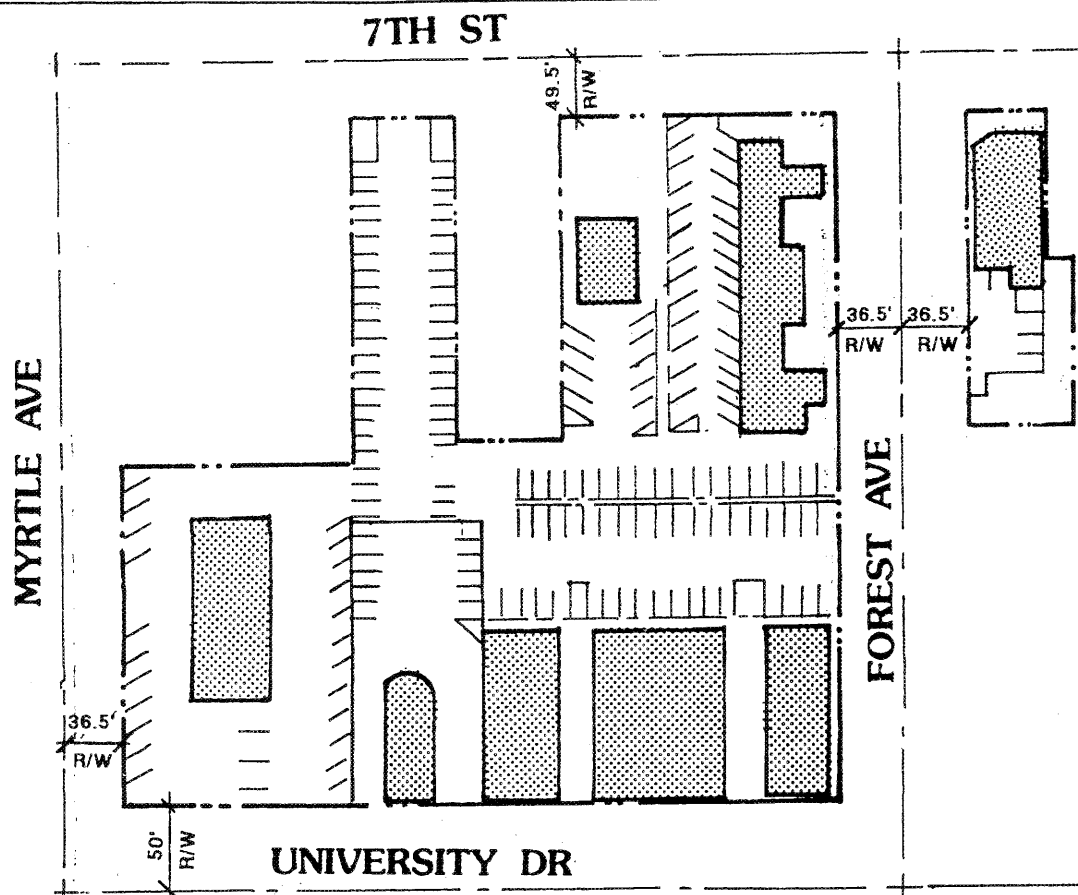 7TH ST
49.5'
R/W
36.5'
R/W
36.5'
R/W
MYRTLE AVE
FOREST AVE
36.5'
R/W
50'
R/W
UNIVERSITY DR